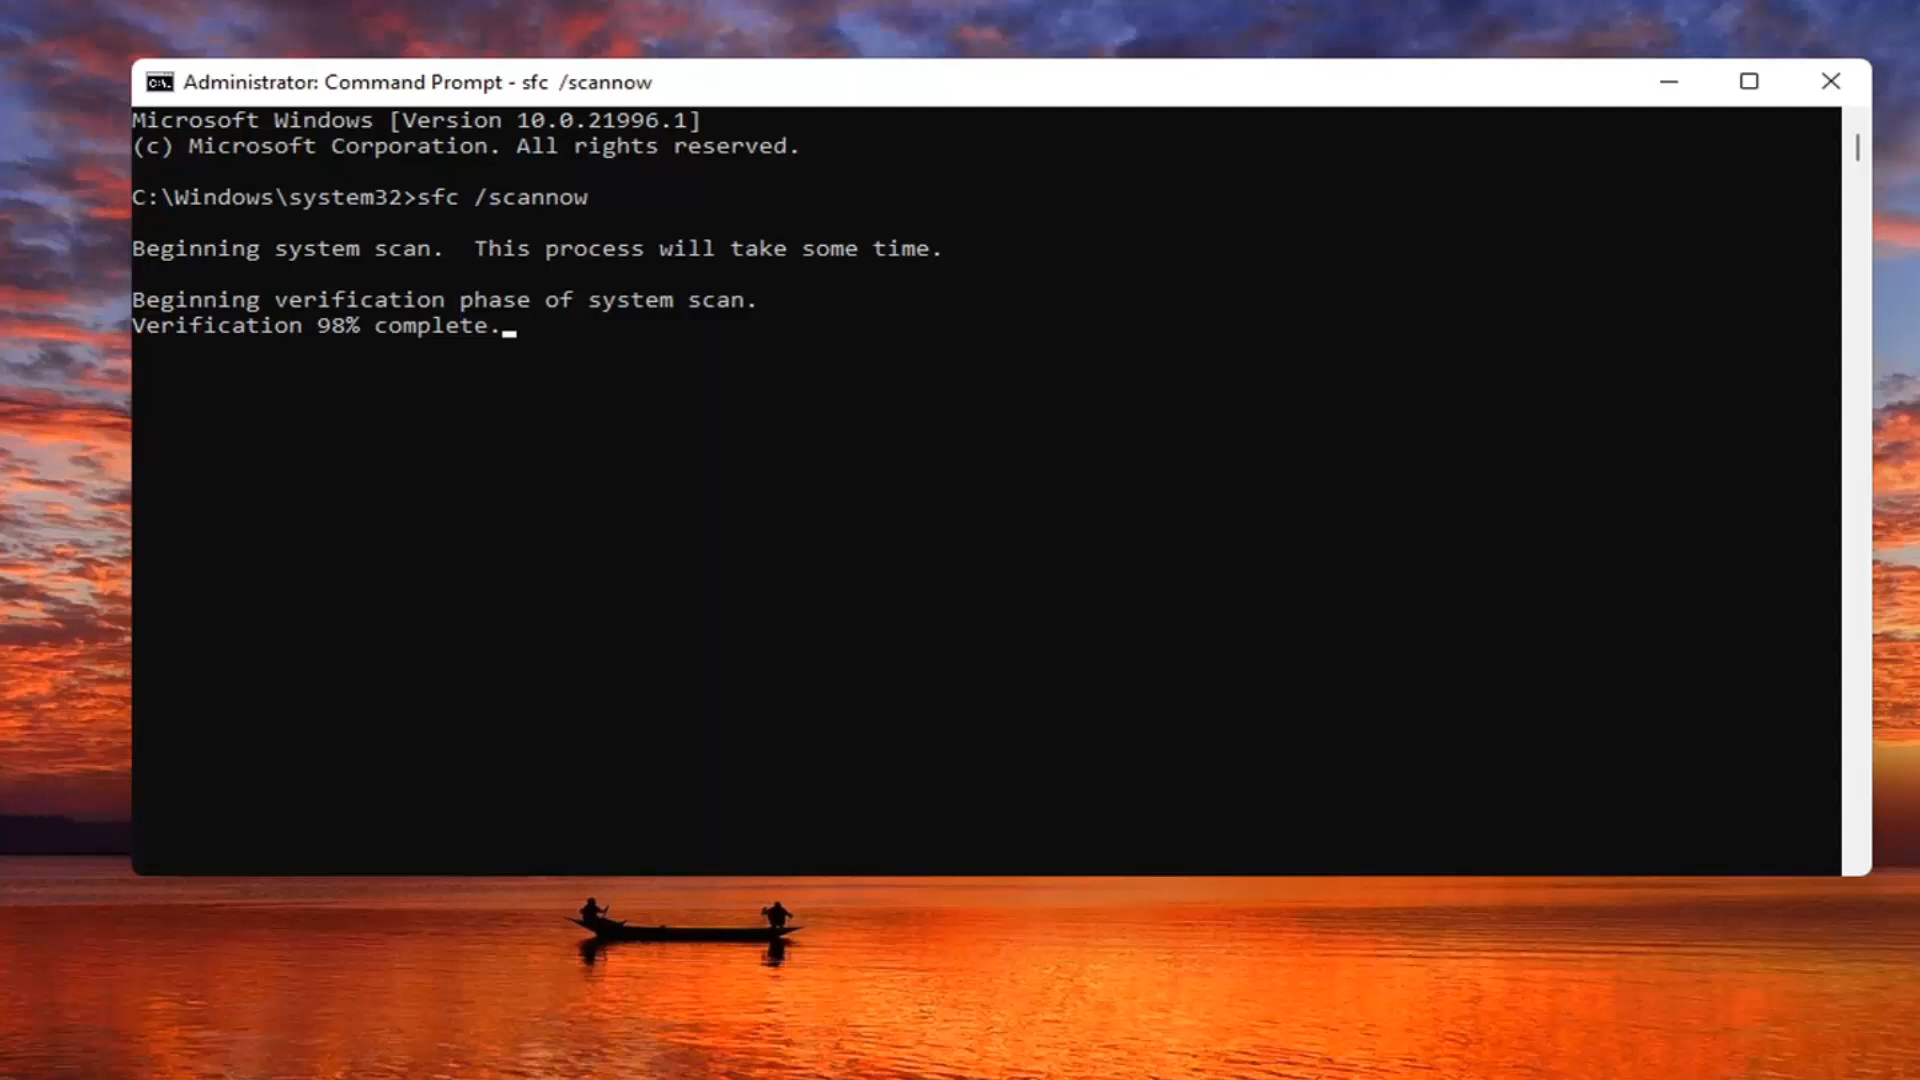 Administrator: Command Prompt - sfc  /scannow
Microsoft Windows [Version 10.0.21996.1]
(c) Microsoft Corporation. All rights reserved.
C:\Windows\system32>sfc /scannow
Beginning system scan.  This process will take some time.
Beginning verification phase of system scan.
Verification 98% complete.